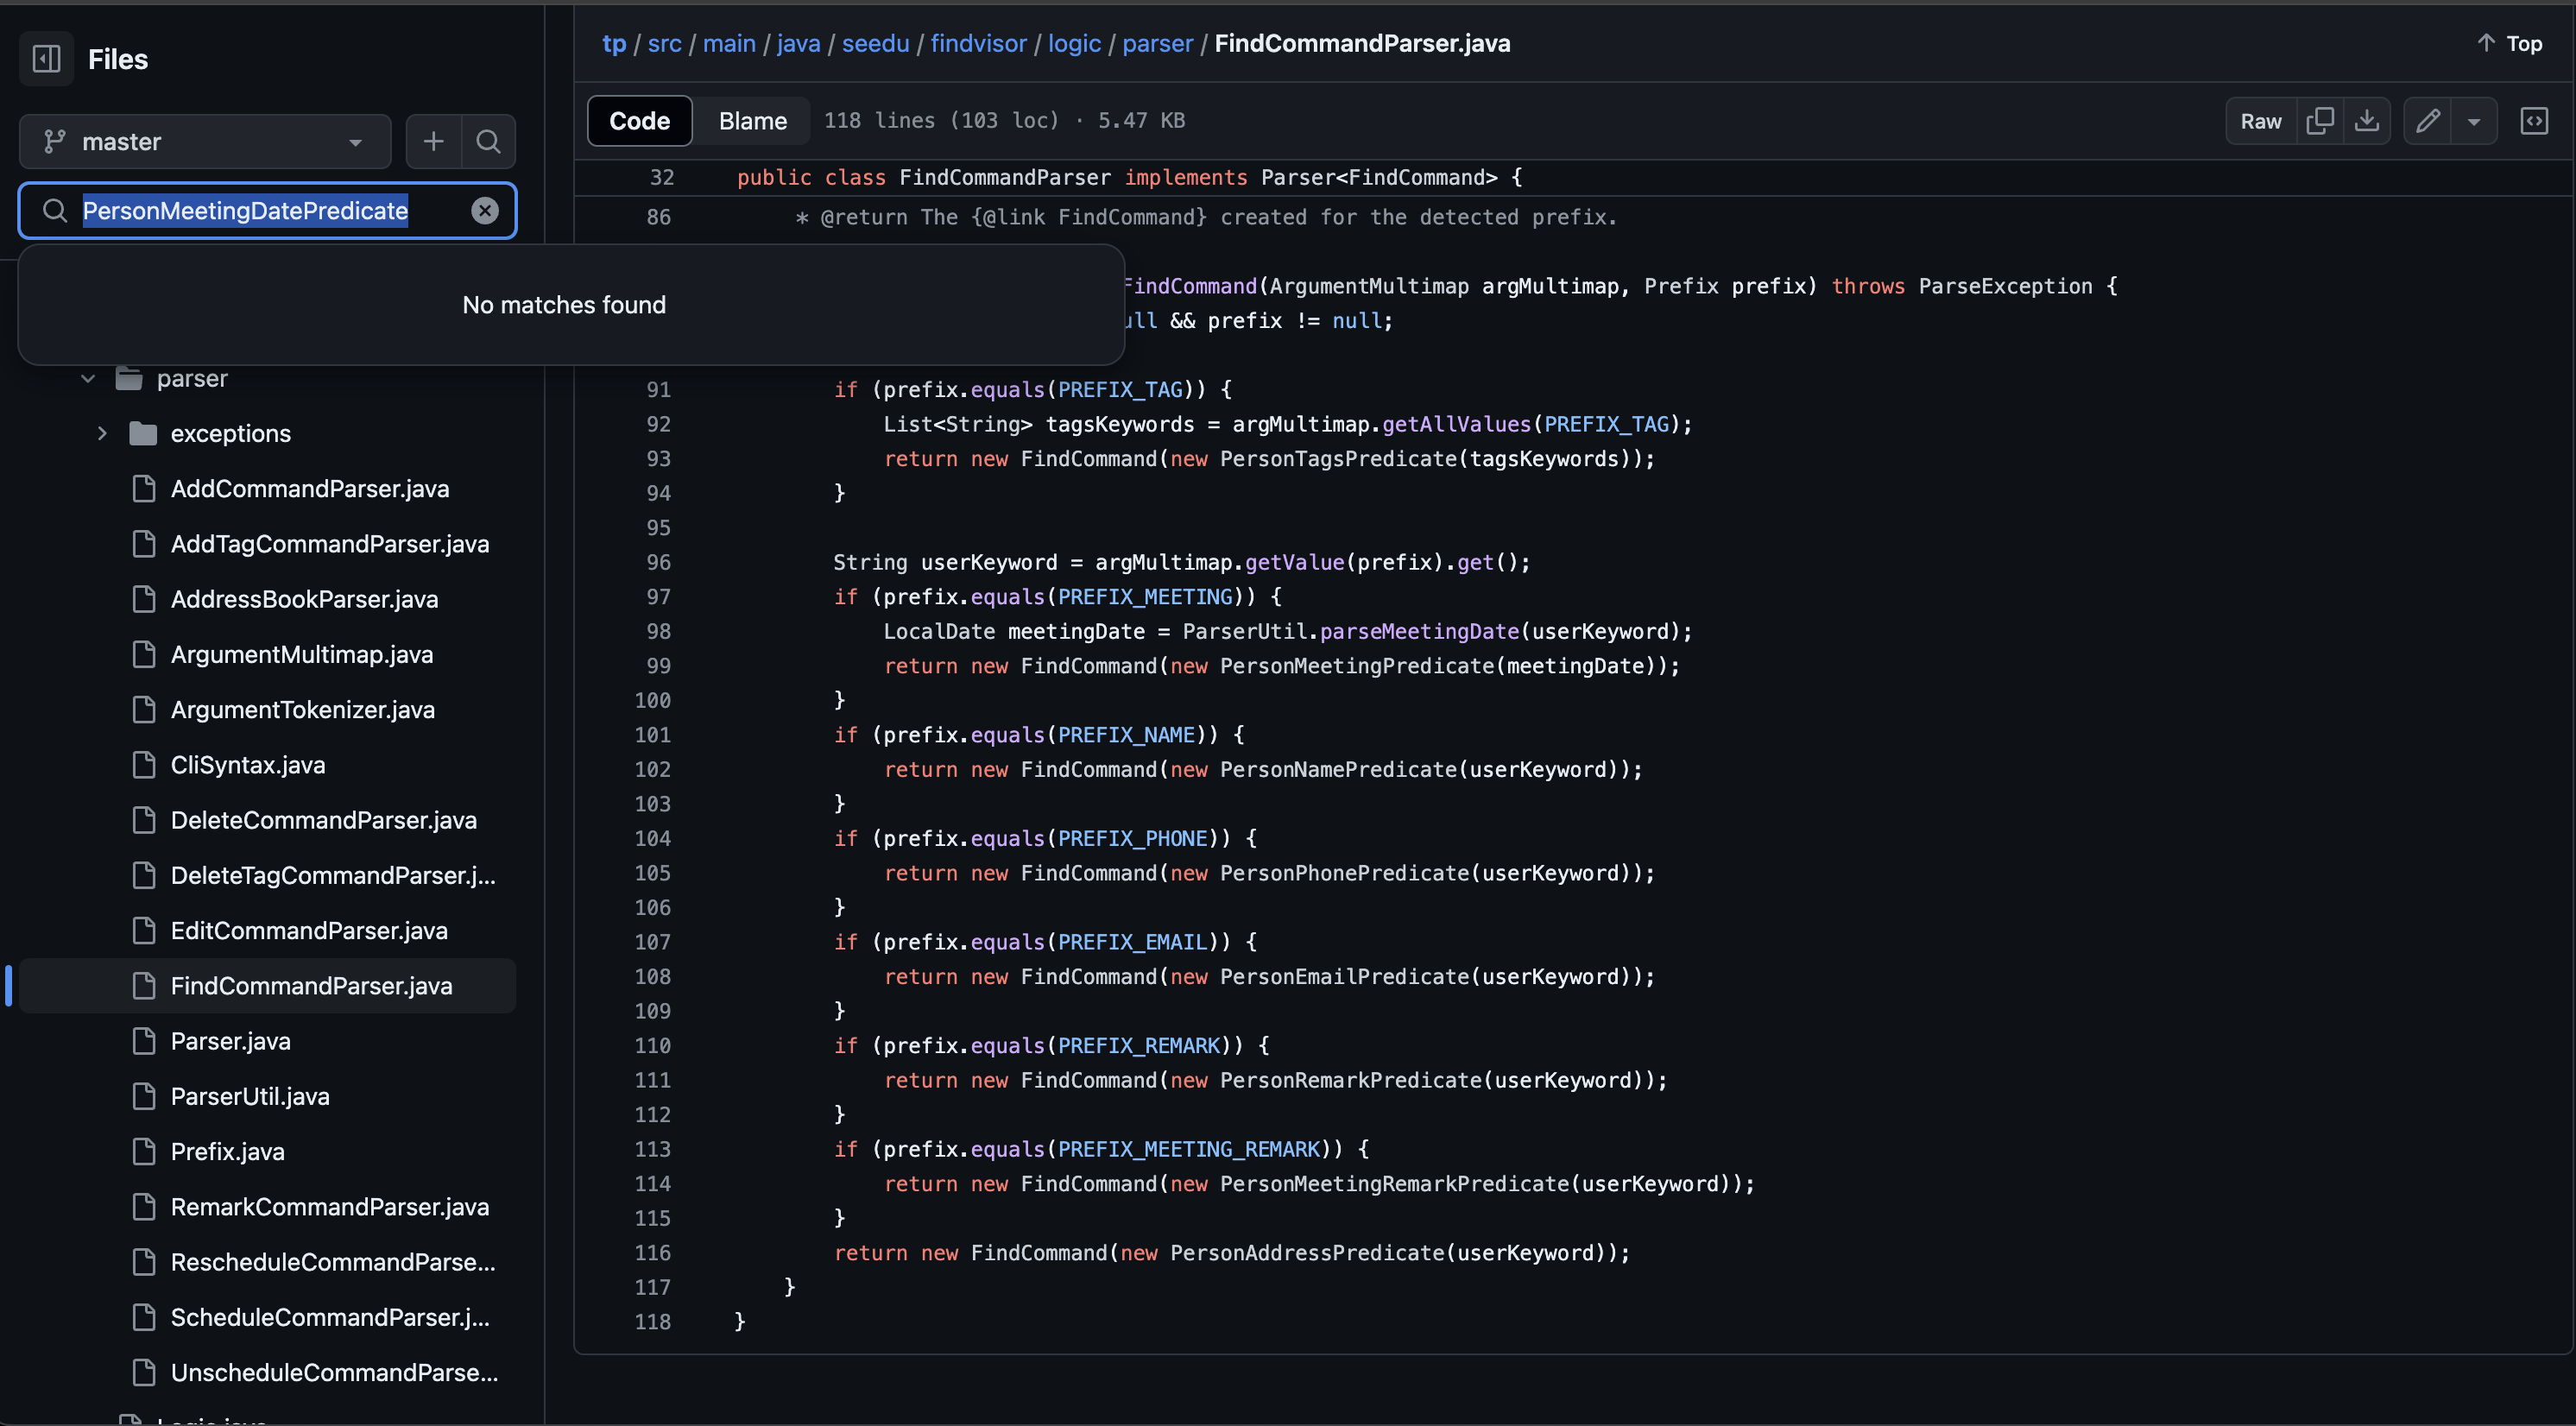 Files
master
PersonMeetingDatePredicate
No matches found
parser
exceptions
AddCommandParser.java
AddTagCommandParser.java
AddressBookParser.java
ArgumentMultimap.java
ArgumentTokenizer.java
CliSyntax.java
DeleteCommandParser.java
DeleteTagCommandParser.j...
EditCommandParser.java
FindCommandParser.java
Parser.java
ParserUtil.java
Prefix.java
RemarkCommandParser.java
RescheduleCommandParse...
ScheduleCommandParser.j...
UnscheduleCommandParse...
tp / src / main / java / seedu / findvisor / logic / parser / FindCommandParser.java
Top
Code Blame 118 lines (103 loc) · 5.47 KB
Raw
32 public class FindCommandParser implements Parser<FindCommand> {
86 * @return The {@link FindCommand} created for the detected prefix.
FindCommand(ArgumentMultimap argMultimap, Prefix prefix) throws ParseException {
ull && prefix != null;
91 if (prefix.equals(PREFIX_TAG)) {
92 List<String> tagsKeywords = argMultimap.getAllValues(PREFIX_TAG);
93 return new FindCommand(new PersonTagsPredicate(tagsKeywords));
94 }
95
96 String userKeyword = argMultimap.getValue(prefix).get();
97 if (prefix.equals(PREFIX_MEETING)) {
98 LocalDate meetingDate = ParserUtil.parseMeetingDate(userKeyword);
99 return new FindCommand(new PersonMeetingPredicate(meetingDate));
100 }
101 if (prefix.equals(PREFIX_NAME)) {
102 return new FindCommand(new PersonNamePredicate(userKeyword));
103 }
104 if (prefix.equals(PREFIX_PHONE)) {
105 return new FindCommand(new PersonPhonePredicate(userKeyword));
106 }
107 if (prefix.equals(PREFIX_EMAIL)) {
108 return new FindCommand(new PersonEmailPredicate(userKeyword));
109 }
110 if (prefix.equals(PREFIX_REMARK)) {
111 return new FindCommand(new PersonRemarkPredicate(userKeyword));
112 }
113 if (prefix.equals(PREFIX_MEETING_REMARK)) {
114 return new FindCommand(new PersonMeetingRemarkPredicate(userKeyword));
115 }
116 return new FindCommand(new PersonAddressPredicate(userKeyword));
117 }
118 }